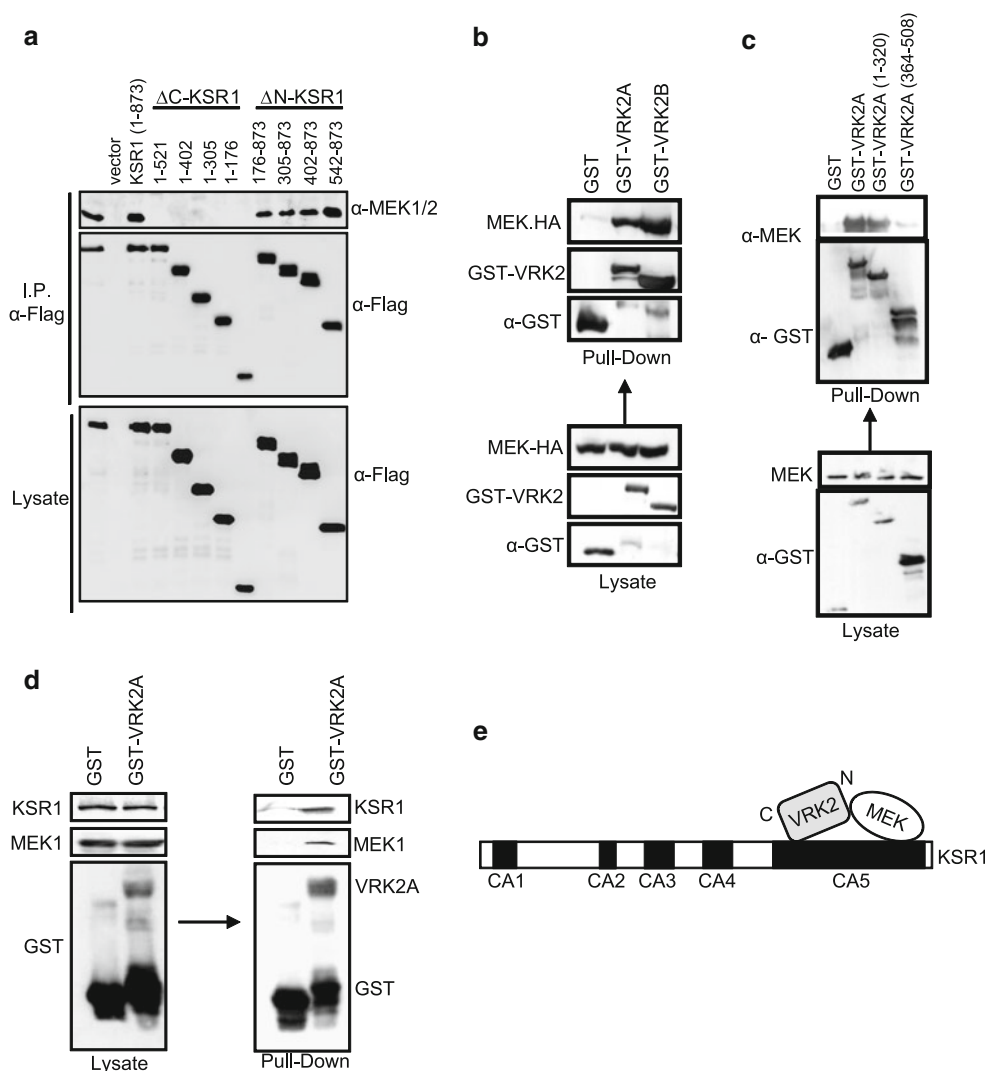 a
ΔC-KSR1
ΔN-KSR1
vector
KSR1 (1-873)
1-521
1-402
1-305
1-176
176-873
305-873
402-873
542-873
α-MEK1/2
I.P.
α-Flag
α-Flag
Lysate
α-Flag
b
GST
GST-VRK2A
GST-VRK2B
MEK.HA
GST-VRK2
α-GST
Pull-Down
MEK-HA
GST-VRK2
α-GST
Lysate
c
GST
GST-VRK2A
GST-VRK2A (1-320)
GST-VRK2A (364-508)
α-MEK
α- GST
Pull-Down
MEK
α-GST
Lysate
d
GST
GST-VRK2A
KSR1
MEK1
GST
Lysate
GST
GST-VRK2A
KSR1
MEK1
VRK2A
GST
Pull-Down
e
C
VRK2
N
MEK
KSR1
CA1
CA2
CA3
CA4
CA5